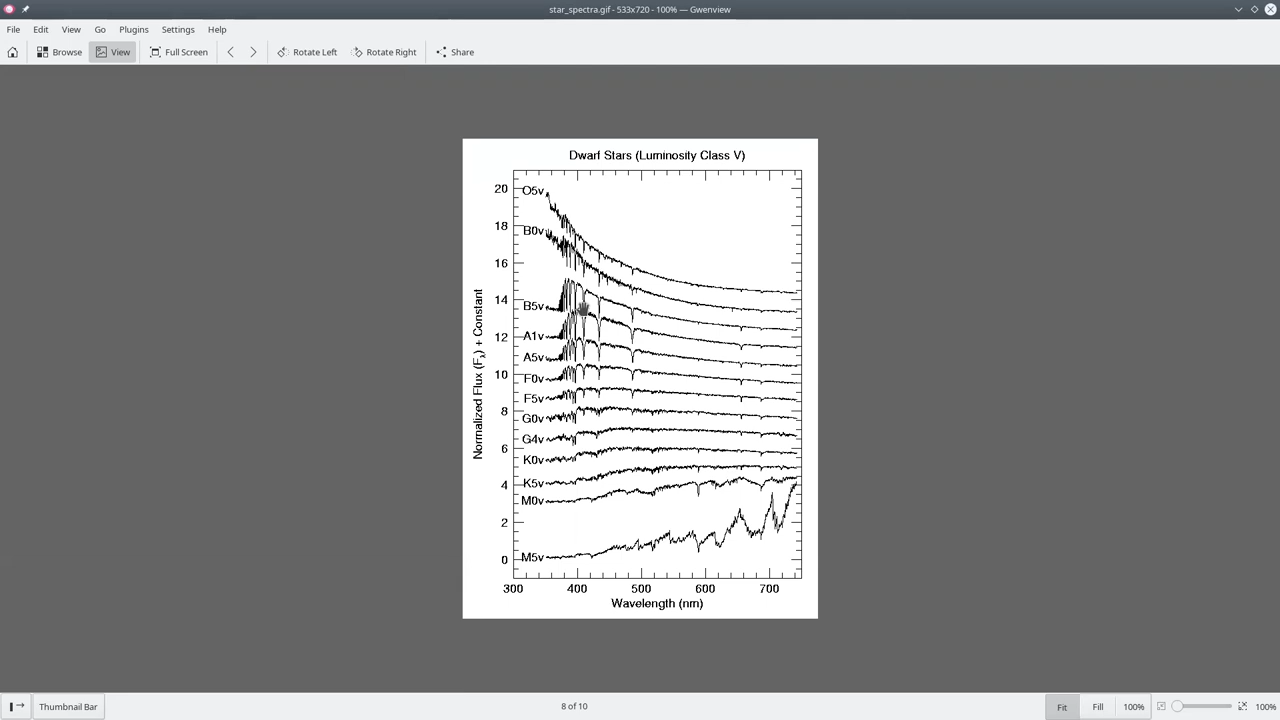 star_spectra.gif - 533x720 - 100% — Gwenview
File Edit View Go Plugins Settings Help
Browse View Full Screen Rotate Left Rotate Right Share
Dwarf Stars (Luminosity Class V)
Normalized Flux (Fλ) + Constant
20
18
16
14
12
10
8
6
4
2
0
O5v
B0v
B5v
A1v
A5v
F0v
F5v
G0v
G4v
K0v
K5v
M0v
M5v
300 400 500 600 700
Wavelength (nm)
Thumbnail Bar 8 of 10 Fit Fill 100% 100%